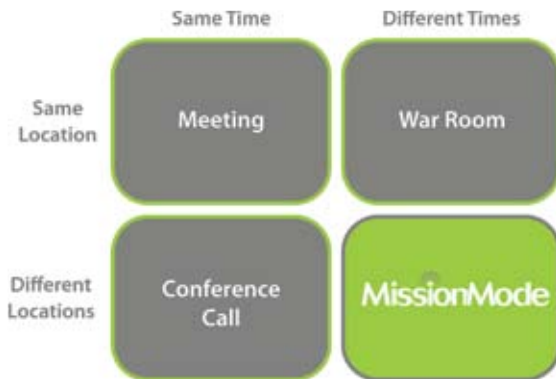 Same Time
Different Times
Same
Location
Meeting
War Room
Different
Locations
Conference
Call
MissionMode